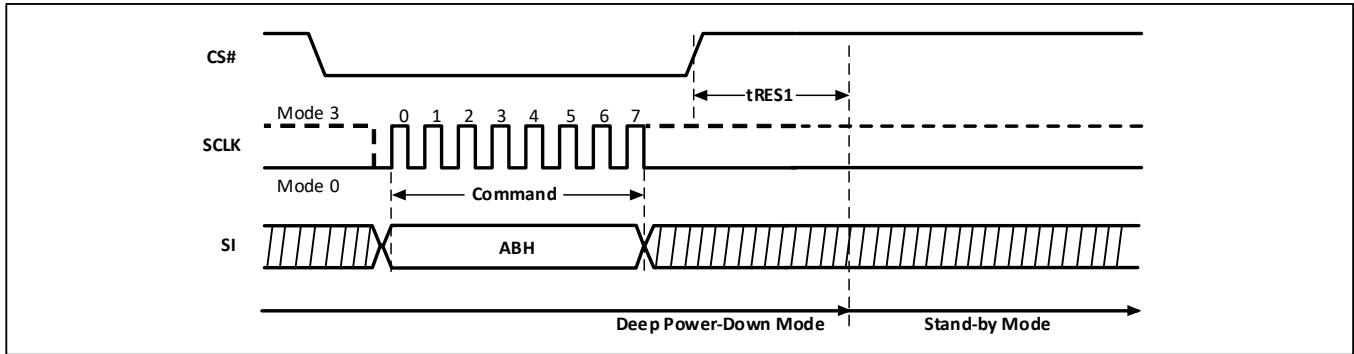 CS#
tRES1
Mode 3
0 1 2 3 4 5 6 7
SCLK
Mode 0
Command
SI
ABH
Deep Power-Down Mode
Stand-by Mode